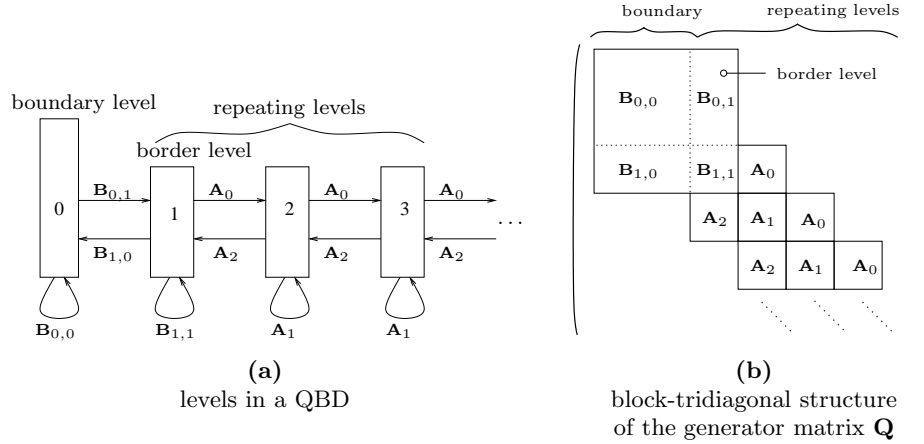 boundary level
repeating levels
border level
0
B0,1
1
A0
2
A0
3
A0
...
B1,0
A2
A2
A2
B0,0
B1,1
A1
A1
(a)
levels in a QBD
boundary
repeating levels
border level
B0,0
B0,1
B1,0
B1,1
A0
A2
A1
A0
A2
A1
A0
(b)
block-tridiagonal structure
of the generator matrix Q